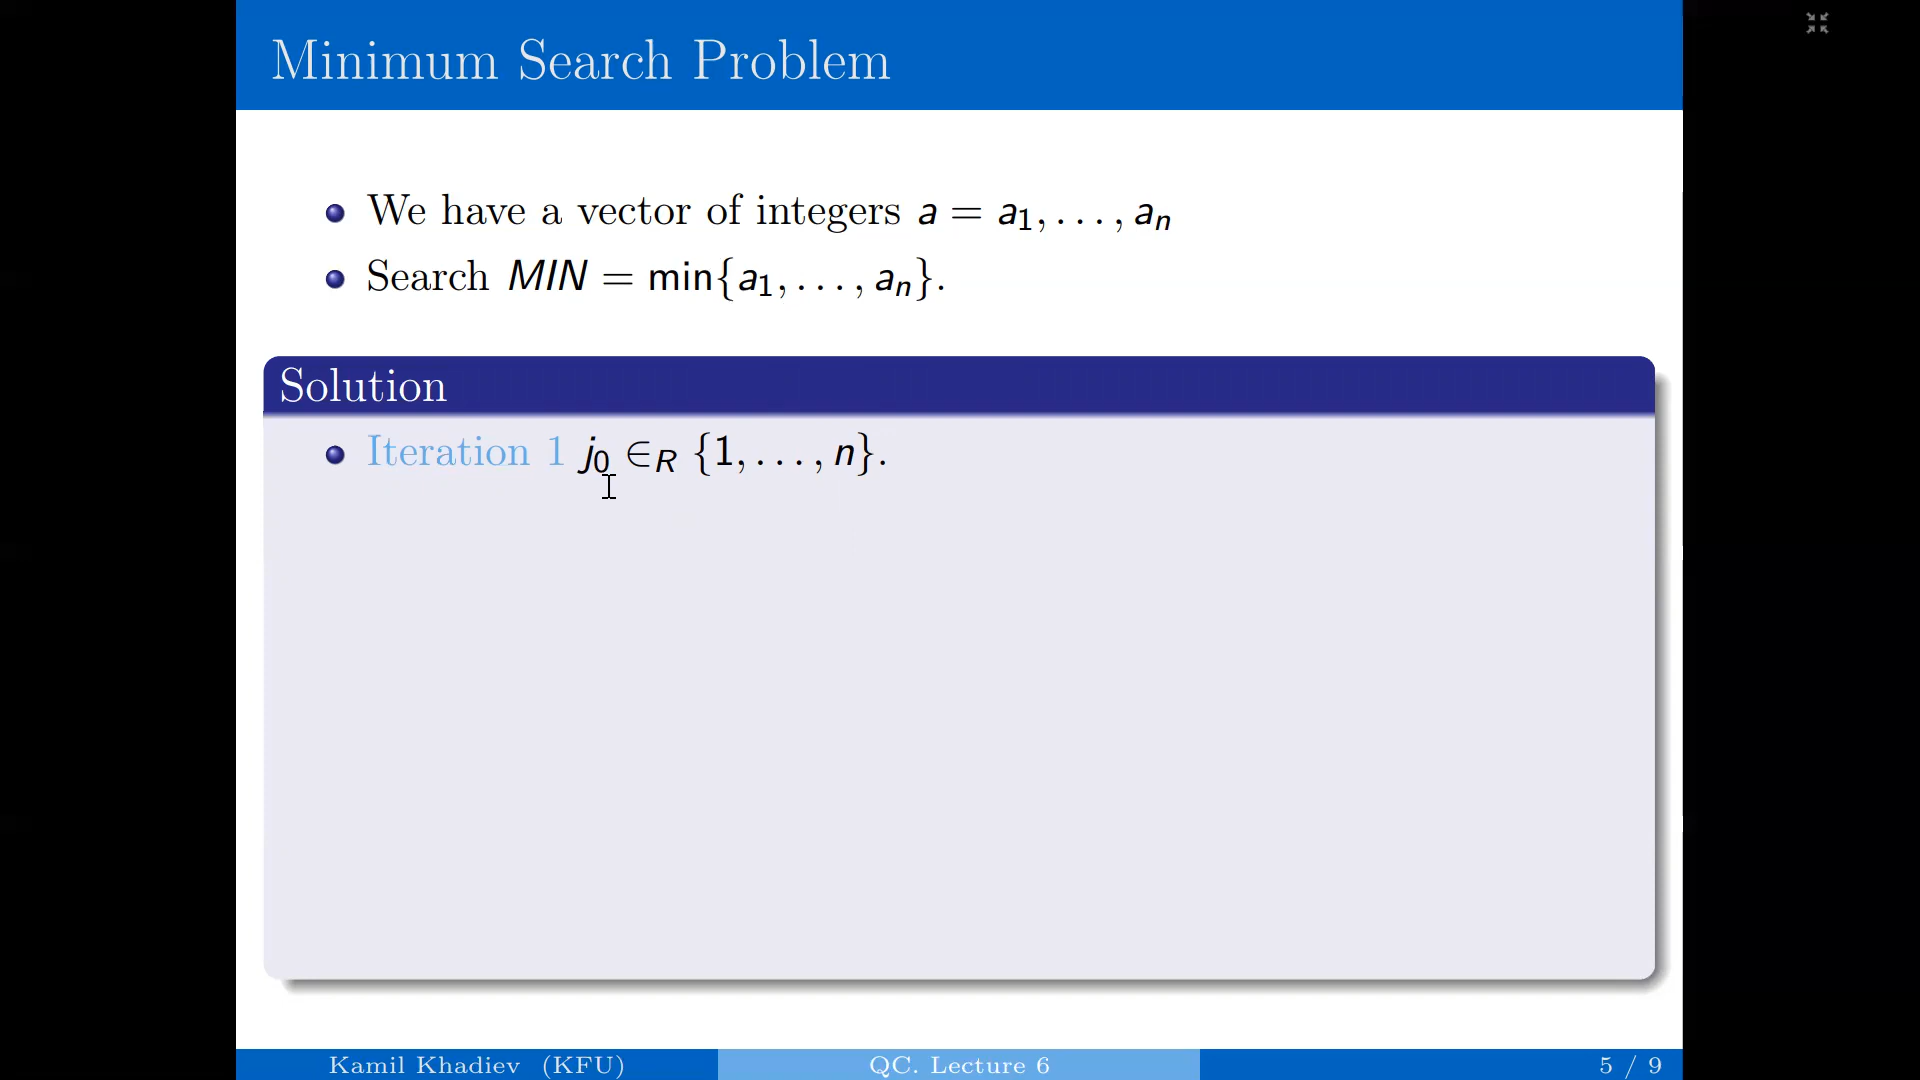 Minimum Search Problem
We have a vector of integers a = a₁, . . . , aₙ
Search MIN = min{a₁, . . . , aₙ}.
Solution
Iteration 1 j₀ ∈_R {1, . . . , n}.
Kamil Khadiev (KFU) QC. Lecture 6 5 / 9